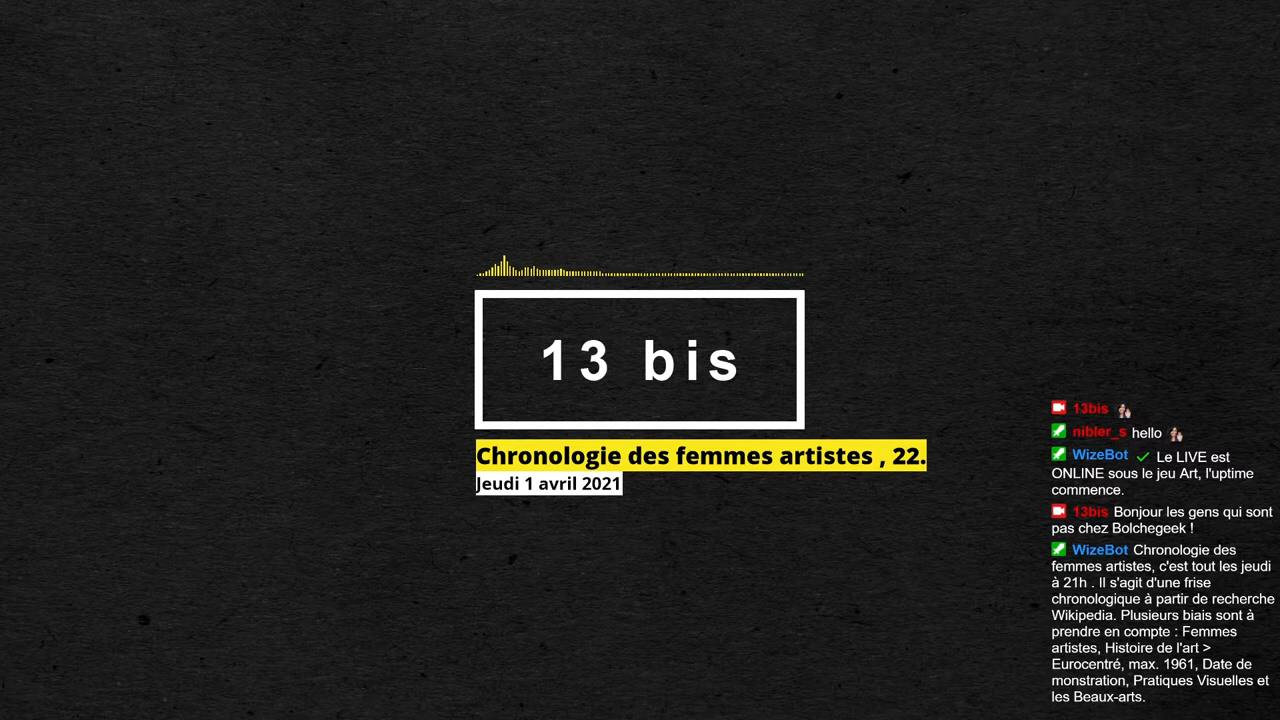 13 bis
Chronologie des femmes artistes , 22.
Jeudi 1 avril 2021
13bis
nibler_s hello
WizeBot Le LIVE est
ONLINE sous le jeu Art, l'uptime
commence.
13bis Bonjour les gens qui sont
pas chez Bolchegeek !
WizeBot Chronologie des
femmes artistes, c'est tout les jeudi
à 21h . Il s'agit d'une frise
chronologique à partir de recherche
Wikipedia. Plusieurs biais sont à
prendre en compte : Femmes
artistes, Histoire de l'art >
Eurocentré, max. 1961, Date de
monstration, Pratiques Visuelles et
les Beaux-arts.